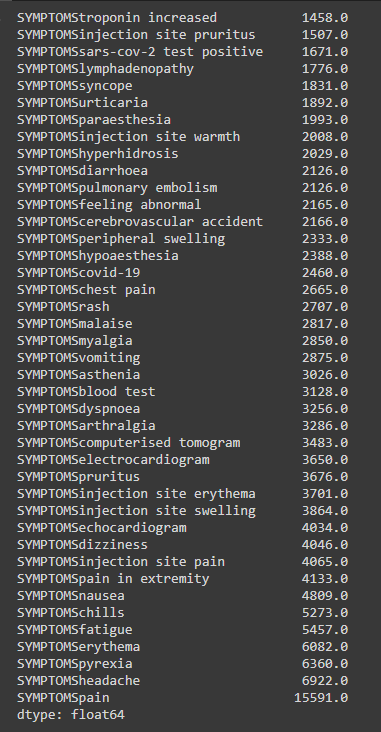 SYMPTOMStroponin increased 1458.0
SYMPTOMSinjection site pruritus 1507.0
SYMPTOMSsars-cov-2 test positive 1671.0
SYMPTOMSlymphadenopathy 1776.0
SYMPTOMSsyncope 1831.0
SYMPTOMSurticaria 1892.0
SYMPTOMSparaesthesia 1993.0
SYMPTOMSinjection site warmth 2008.0
SYMPTOMShyperhidrosis 2029.0
SYMPTOMSdiarrhoea 2126.0
SYMPTOMSpulmonary embolism 2126.0
SYMPTOMSfeeling abnormal 2165.0
SYMPTOMScerebrovascular accident 2166.0
SYMPTOMSperipheral swelling 2333.0
SYMPTOMShypoaesthesia 2388.0
SYMPTOMScovid-19 2460.0
SYMPTOMSchest pain 2665.0
SYMPTOMSrash 2707.0
SYMPTOMSmalaise 2817.0
SYMPTOMSmyalgia 2850.0
SYMPTOMSvomiting 2875.0
SYMPTOMSasthenia 3026.0
SYMPTOMSblood test 3128.0
SYMPTOMSdyspnoea 3256.0
SYMPTOMSarthralgia 3286.0
SYMPTOMScomputerised tomogram 3483.0
SYMPTOMSelectrocardiogram 3650.0
SYMPTOMSpruritus 3676.0
SYMPTOMSinjection site erythema 3701.0
SYMPTOMSinjection site swelling 3864.0
SYMPTOMSechocardiogram 4034.0
SYMPTOMSdizziness 4046.0
SYMPTOMSinjection site pain 4065.0
SYMPTOMSpain in extremity 4133.0
SYMPTOMSnausea 4809.0
SYMPTOMSchills 5273.0
SYMPTOMSfatigue 5457.0
SYMPTOMSerythema 6082.0
SYMPTOMSpyrexia 6360.0
SYMPTOMSheadache 6922.0
SYMPTOMSpain 15591.0
dtype: float64